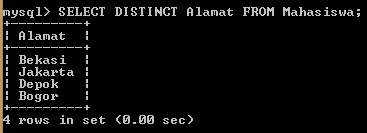 mysql> SELECT DISTINCT Alamat FROM Mahasiswa;
+---------+
| Alamat  |
+---------+
| Bekasi  |
| Jakarta |
| Depok   |
| Bogor   |
+---------+
4 rows in set (0.00 sec)